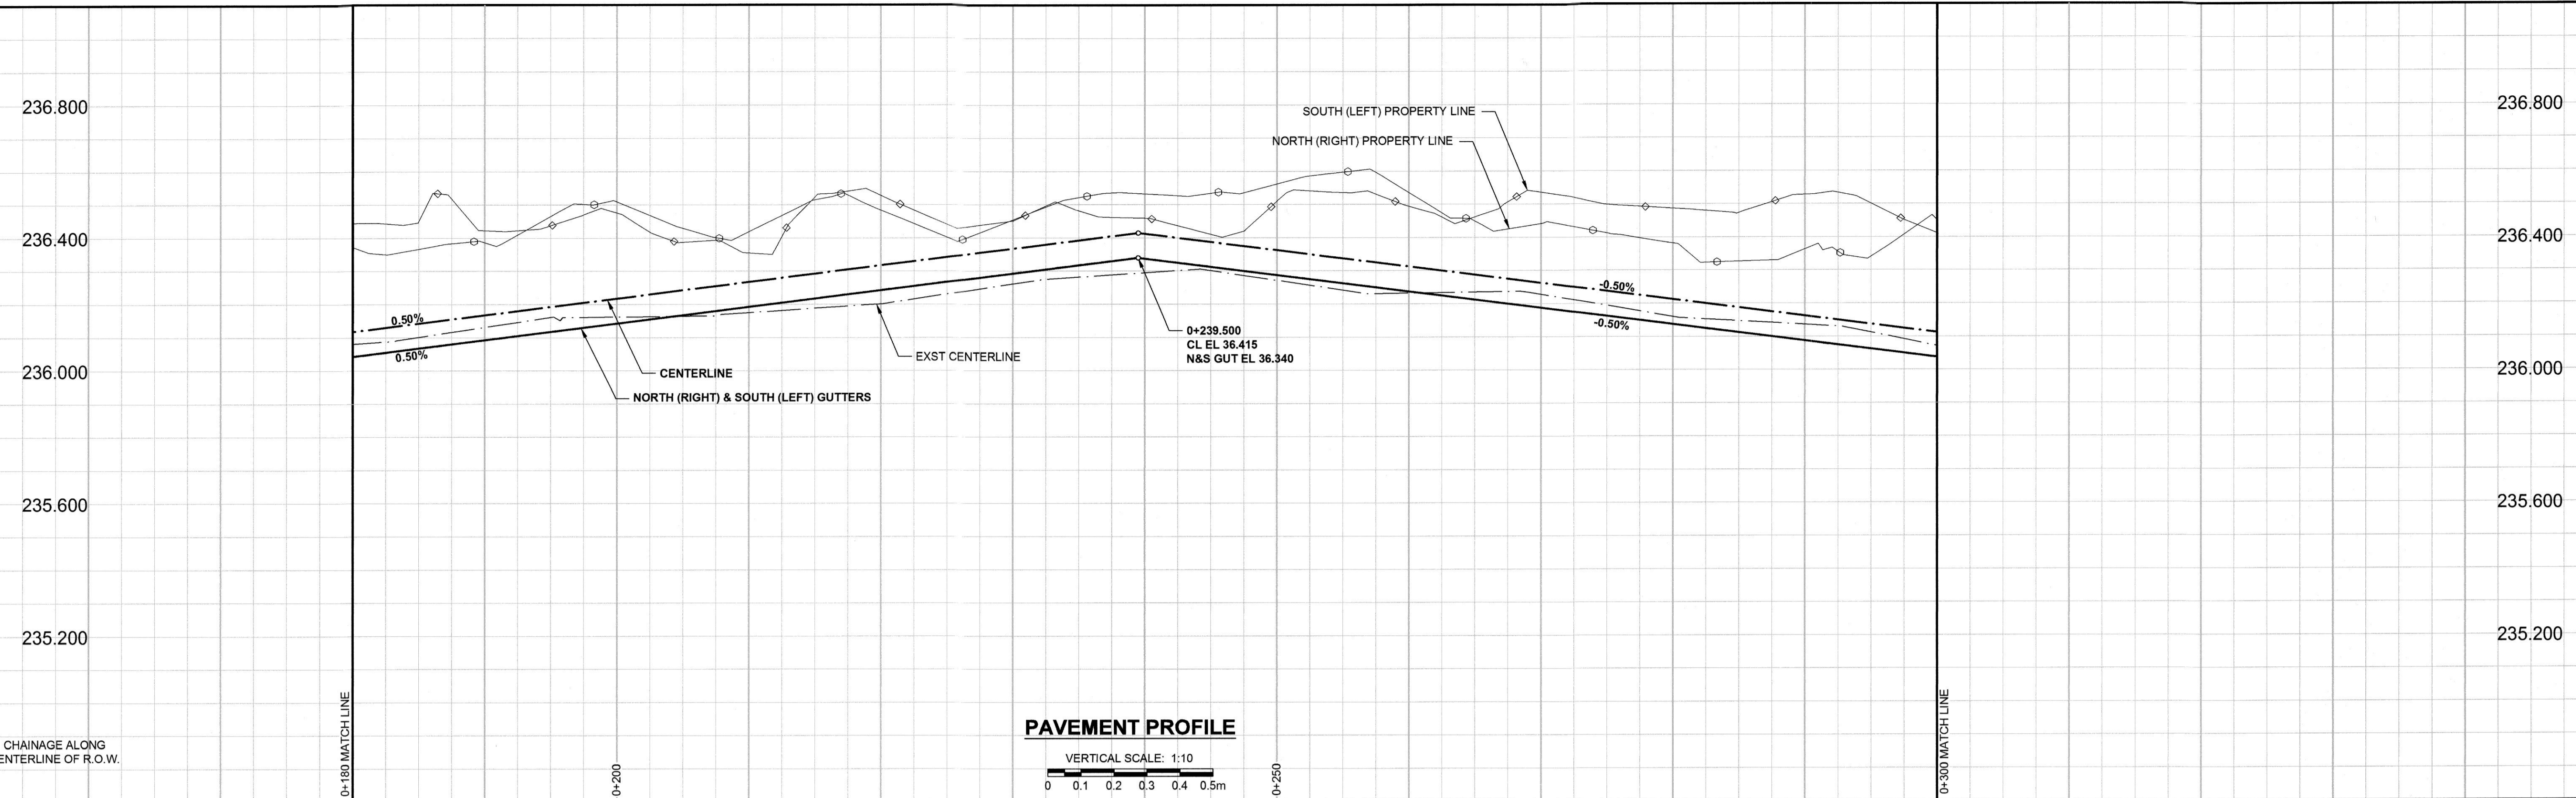 236.800
236.800
SOUTH (LEFT) PROPERTY LINE
NORTH (RIGHT) PROPERTY LINE
236.400
236.400
0.50%
0.50%
-0.50%
-0.50%
0+239.500
CL EL 36.415
N&S GUT EL 36.340
EXST CENTERLINE
236.000
236.000
CENTERLINE
NORTH (RIGHT) & SOUTH (LEFT) GUTTERS
235.600
235.600
235.200
235.200
CHAINAGE ALONG
ENTERLINE OF R.O.W.
0+180 MATCH LINE
0+200
PAVEMENT PROFILE
VERTICAL SCALE: 1:10
0 0.1 0.2 0.3 0.4 0.5m
0+250
0+300 MATCH LINE